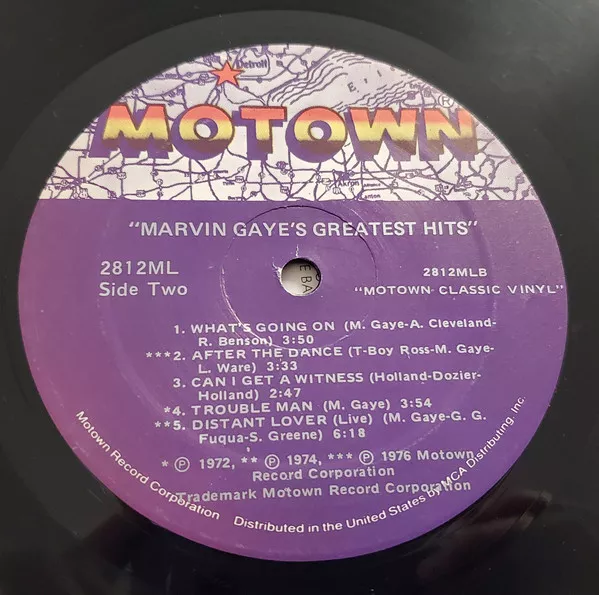 Detroit
ERI
®
MOTOWN
Akron
Canton
"MARVIN GAYE'S GREATEST HITS"
2812ML
Side Two
2812MLB
"MOTOWN CLASSIC VINYL"
E BA
1. WHAT'S GOING ON (M. Gaye-A. Cleveland-
R. Benson) 3:50
***2. AFTER THE DANCE (T-Boy Ross-M. Gaye-
L. Ware) 3:33
3. CAN I GET A WITNESS (Holland-Dozier-
Holland) 2:47
*4. TROUBLE MAN (M. Gaye) 3:54
**5. DISTANT LOVER (Live) (M. Gaye-G. G.
Fuqua-S. Greene) 6:18
* ℗ 1972, ** ℗ 1974, *** ℗ 1976 Motown
Record Corporation
Trademark Motown Record Corporation
Motown Record Corporation Distributed in the United States by MCA Distributing, Inc.